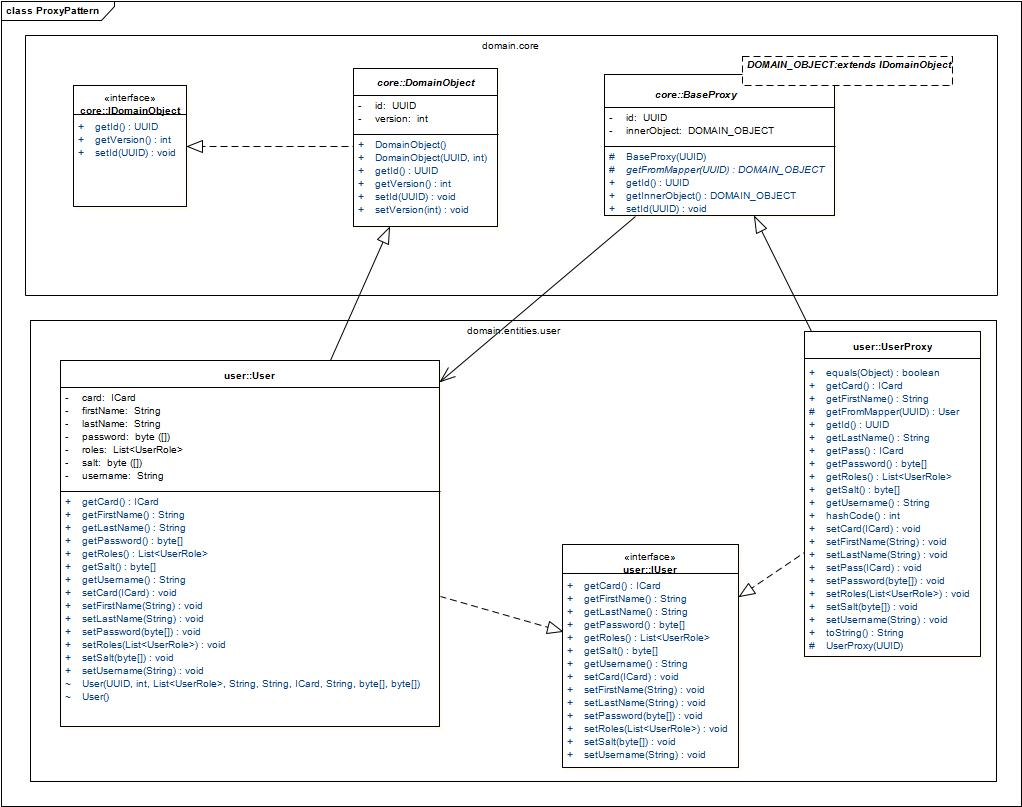 class ProxyPattern
domain.core
«interface»
core::IDomainObject
+ getId() : UUID
+ getVersion() : int
+ setId(UUID) : void
core::DomainObject
- id: UUID
- version: int
+ DomainObject()
+ DomainObject(UUID, int)
+ getId() : UUID
+ getVersion() : int
+ setId(UUID) : void
+ setVersion(int) : void
DOMAIN_OBJECT:extends IDomainObject
core::BaseProxy
- id: UUID
- innerObject: DOMAIN_OBJECT
# BaseProxy(UUID)
# getFromMapper(UUID) : DOMAIN_OBJECT
+ getId() : UUID
+ getInnerObject() : DOMAIN_OBJECT
+ setId(UUID) : void
domain.entities.user
user::User
- card: ICard
- firstName: String
- lastName: String
- password: byte ([])
- roles: List<UserRole>
- salt: byte ([])
- username: String
+ getCard() : ICard
+ getFirstName() : String
+ getLastName() : String
+ getPassword() : byte[]
+ getRoles() : List<UserRole>
+ getSalt() : byte[]
+ getUsername() : String
+ setCard(ICard) : void
+ setFirstName(String) : void
+ setLastName(String) : void
+ setPassword(byte[]) : void
+ setRoles(List<UserRole>) : void
+ setSalt(byte[]) : void
+ setUsername(String) : void
~ User(UUID, int, List<UserRole>, String, String, ICard, String, byte[], byte[])
~ User()
«interface»
user::IUser
+ getCard() : ICard
+ getFirstName() : String
+ getLastName() : String
+ getPassword() : byte[]
+ getRoles() : List<UserRole>
+ getSalt() : byte[]
+ getUsername() : String
+ setCard(ICard) : void
+ setFirstName(String) : void
+ setLastName(String) : void
+ setPassword(byte[]) : void
+ setRoles(List<UserRole>) : void
+ setSalt(byte[]) : void
+ setUsername(String) : void
user::UserProxy
+ equals(Object) : boolean
+ getCard() : ICard
+ getFirstName() : String
# getFromMapper(UUID) : User
+ getId() : UUID
+ getLastName() : String
+ getPass() : ICard
+ getPassword() : byte[]
+ getRoles() : List<UserRole>
+ getSalt() : byte[]
+ getUsername() : String
+ hashCode() : int
+ setCard(ICard) : void
+ setFirstName(String) : void
+ setLastName(String) : void
+ setPass(ICard) : void
+ setPassword(byte[]) : void
+ setRoles(List<UserRole>) : void
+ setSalt(byte[]) : void
+ setUsername(String) : void
+ toString() : String
# UserProxy(UUID)